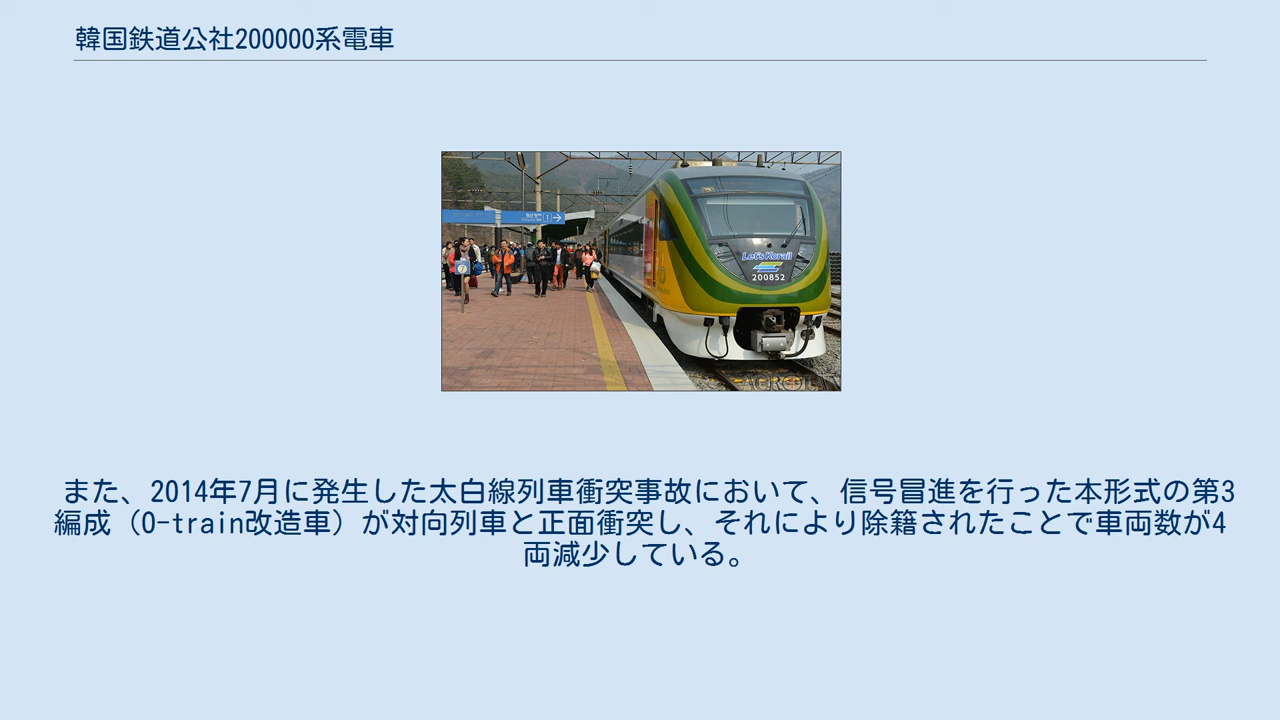 韓国鉄道公社200000系電車
Let's Korail
200852
また、2014年7月に発生した太白線列車衝突事故において、信号冒進を行った本形式の第3
編成（O-train改造車）が対向列車と正面衝突し、それにより除籍されたことで車両数が4
両減少している。